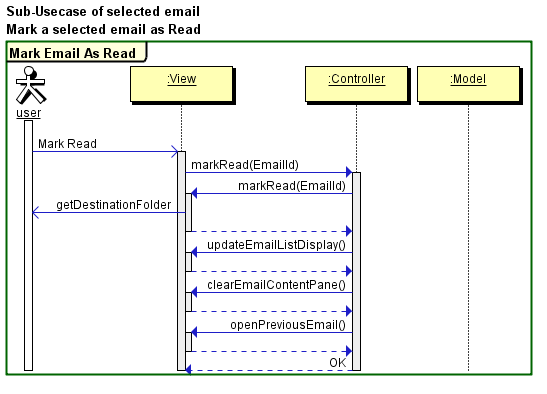 Sub-Usecase of selected email
Mark a selected email as Read
Mark Email As Read
:View
:Controller
:Model
user
Mark Read
markRead(EmailId)
markRead(EmailId)
getDestinationFolder
updateEmailListDisplay()
clearEmailContentPane()
openPreviousEmail()
OK